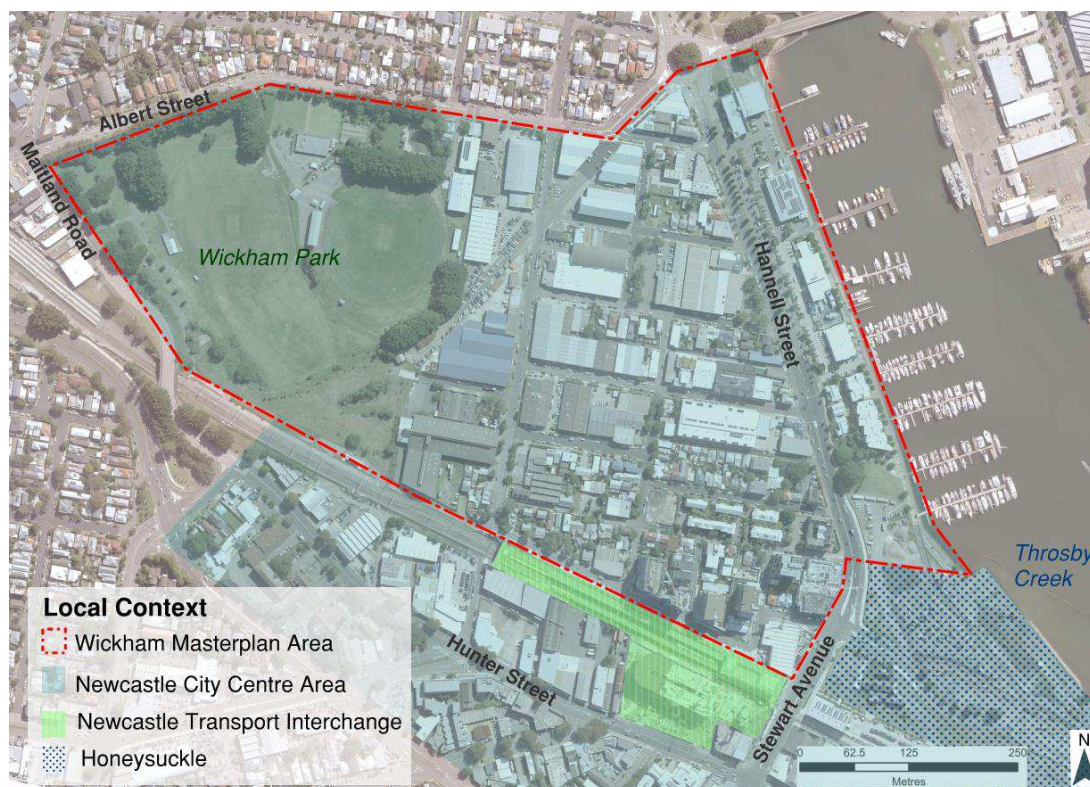 Albert Street
Maitland Road
Wickham Park
Hannell Street
Throsby
Creek
Hunter Street
Stewart Avenue
Local Context
Wickham Masterplan Area
Newcastle City Centre Area
Newcastle Transport Interchange
Honeysuckle
0 62.5 125 250
Metres
N